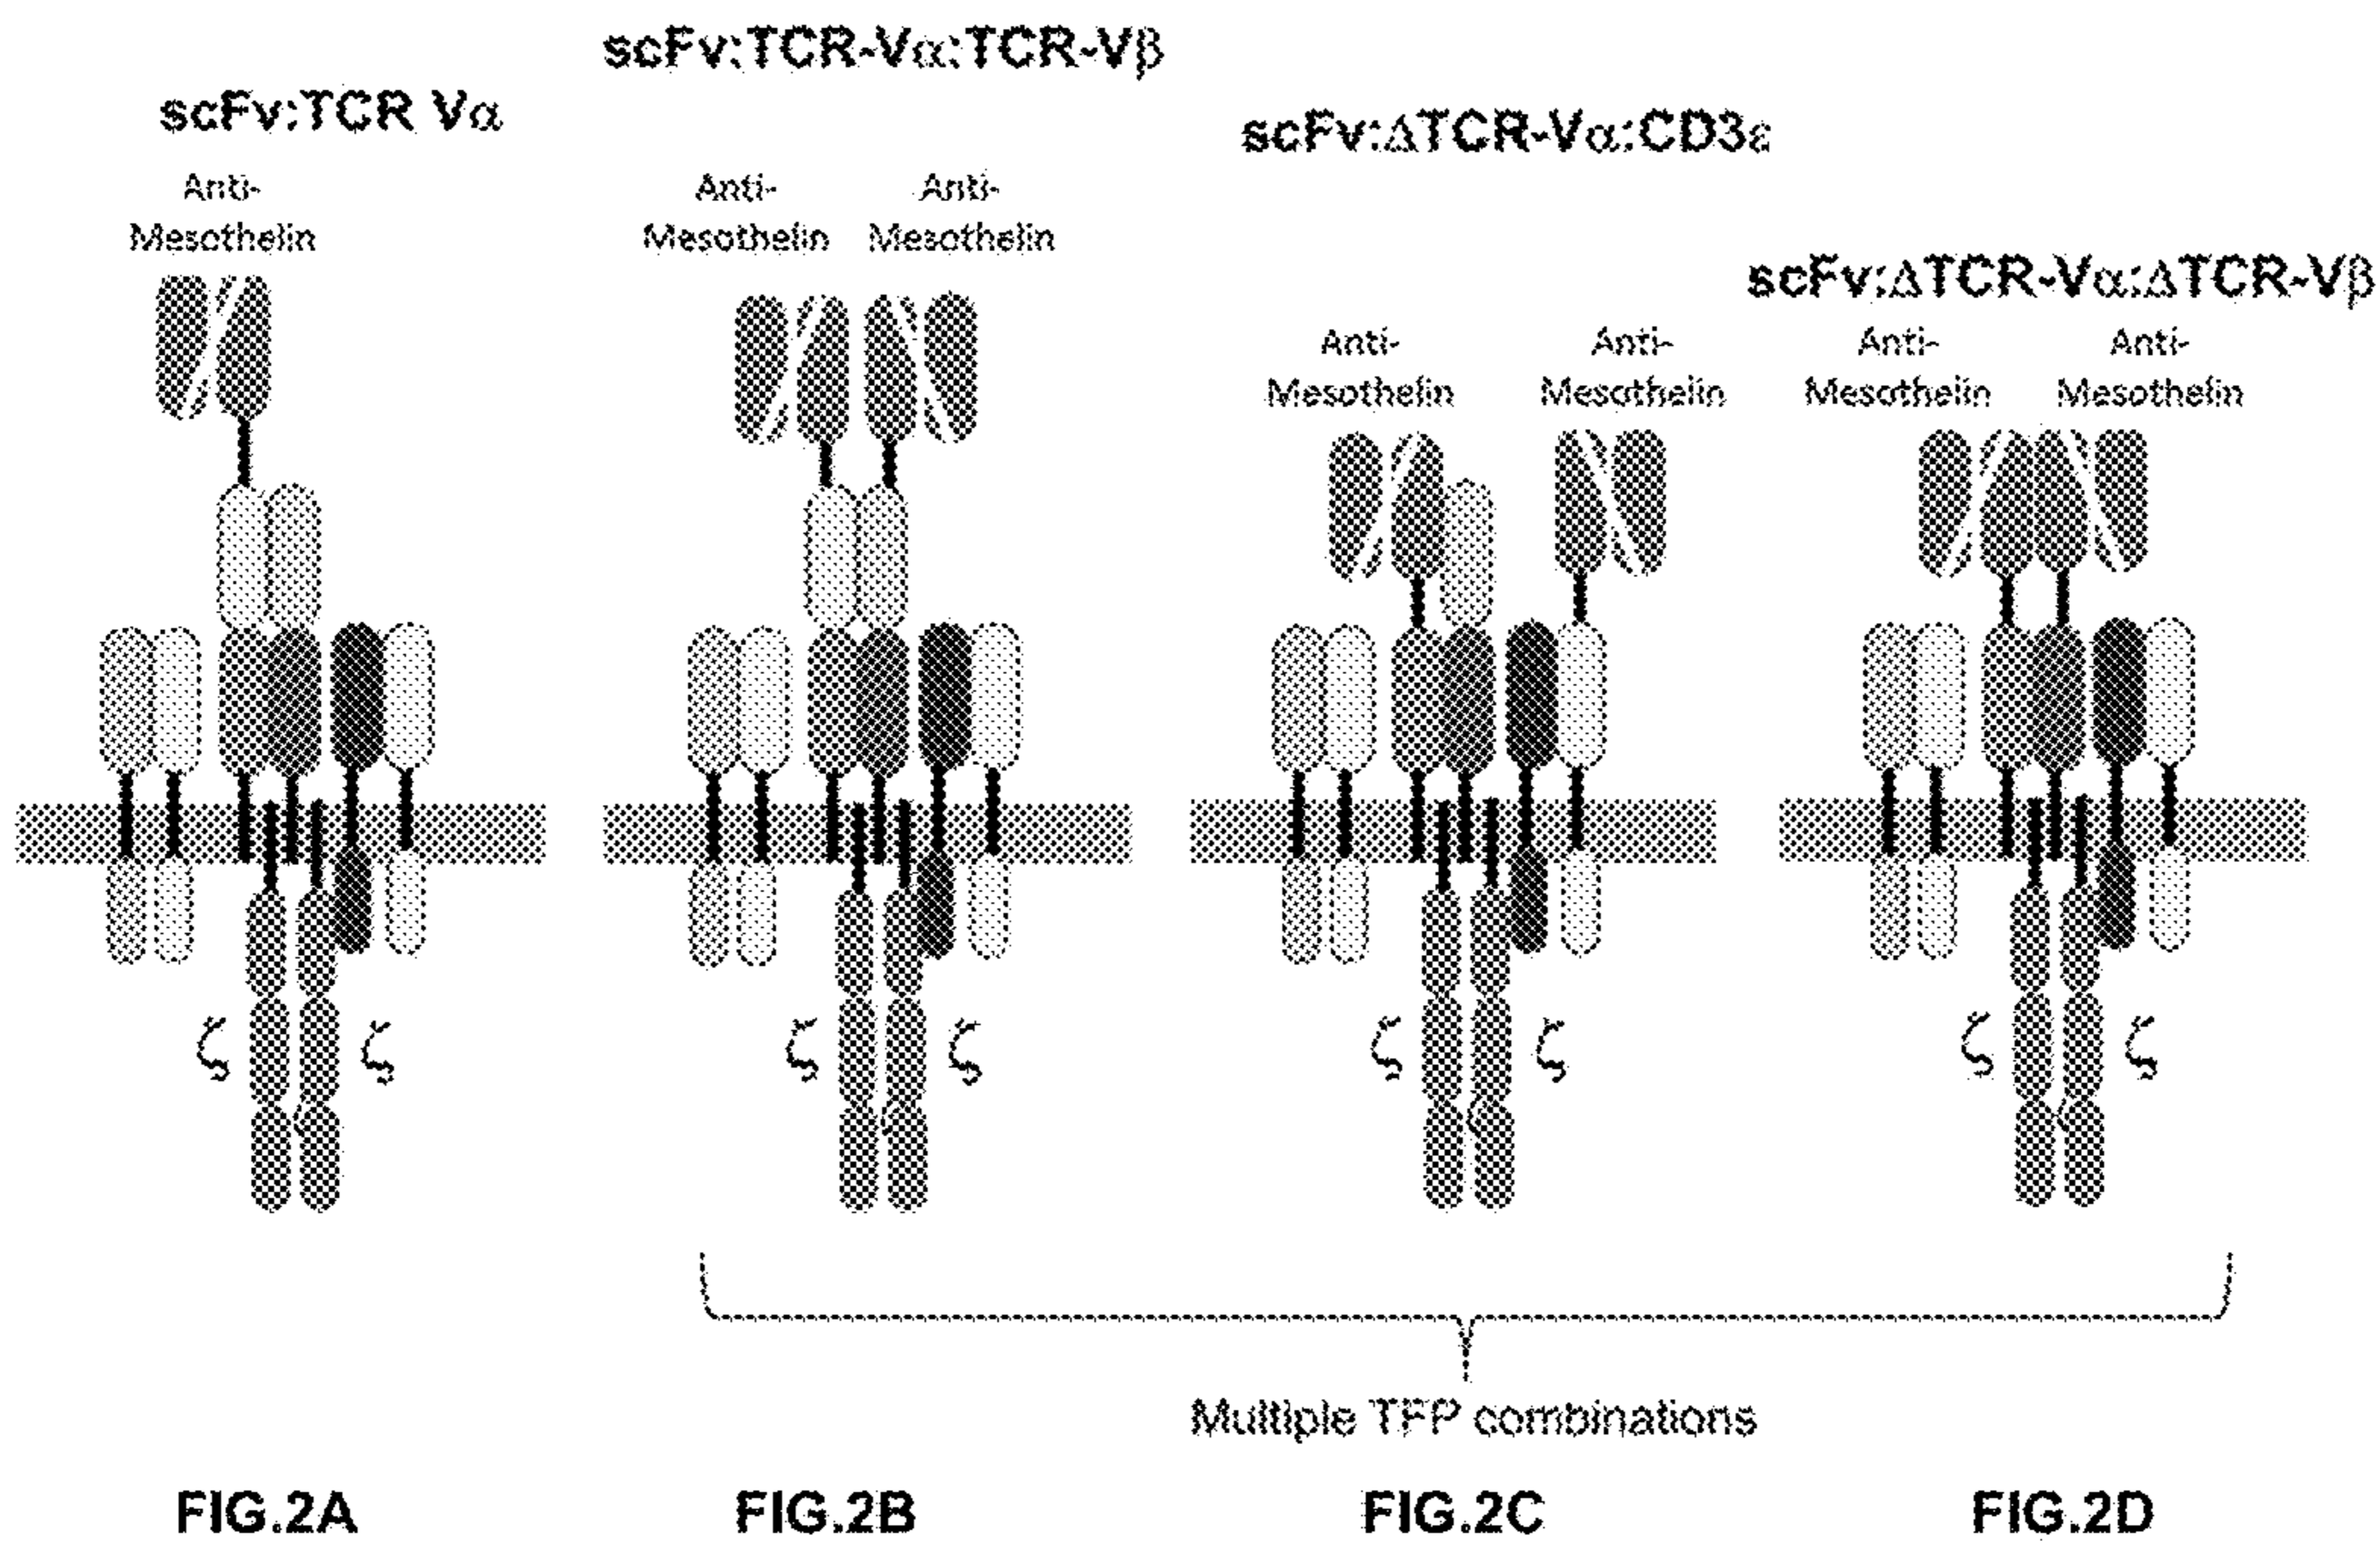 scFv:TCR Vα
Anti-
Mesothelin
scFv:TCR-Vα:TCR-Vβ
Anti-
Mesothelin
Anti-
Mesothelin
scFv:ΔTCR-Vα:CD3ε
Anti-
Mesothelin
Anti-
Mesothelin
scFv:ΔTCR-Vα:ΔTCR-Vβ
Anti-
Mesothelin
Anti-
Mesothelin
ζ ζ
ζ ζ
ζ ζ
ζ ζ
Multiple TFP combinations
FIG.2A
FIG.2B
FIG.2C
FIG.2D